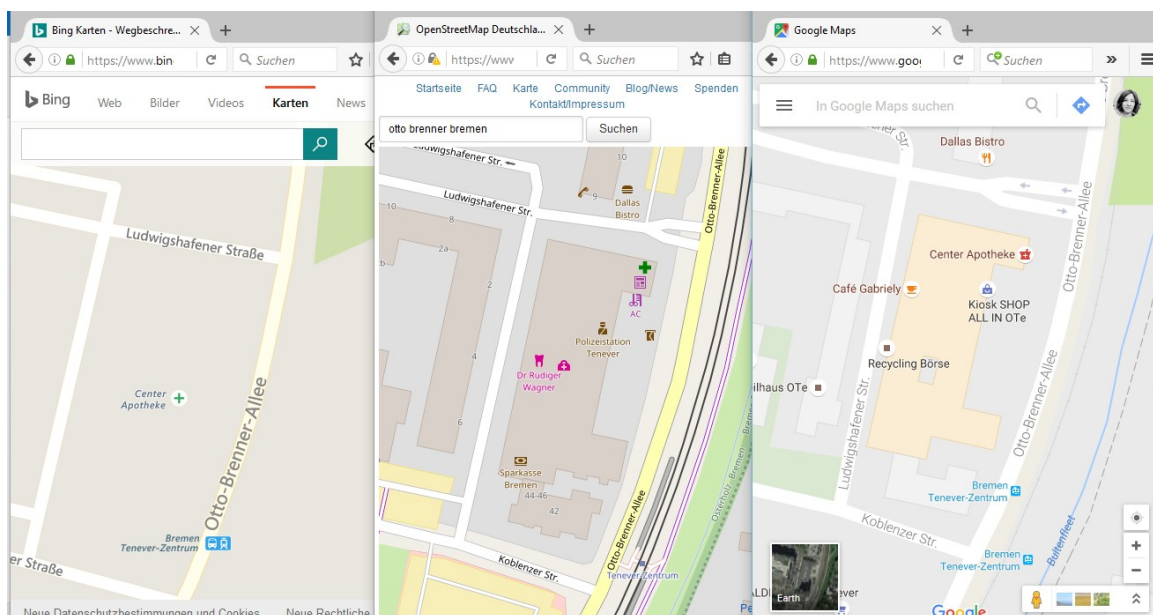 Bing Karten - Wegbeschre...
https://www.bin
Suchen
Bing
Web
Bilder
Videos
Karten
News
Ludwigshafener Straße
Center
Apotheke
Otto-Brenner-Allee
Bremen
Tenever-Zentrum
er Straße
Neue Datenschutzbestimmungen und Cookies
Neue Rechtliche
OpenStreetMap Deutschla...
https://www
Suchen
Startseite
FAQ
Karte
Community
Blog/News
Spenden
Kontakt/Impressum
otto brenner bremen
Suchen
Ludwigshafener Str.
10
9
Dallas
Bistro
Ludwigshafener Str.
Otto-Brenner-Allee
10
8
2a
2b
AC
Polizeistation
Tenever
4
2
Dr Rüdiger
Wagner
6
Sparkasse
Bremen
44-46
42
Otto-Brenner-Allee
Koblenzer Str.
Tenever-Zentrum
Google Maps
https://www.goog
Suchen
In Google Maps suchen
Dallas Bistro
Otto-Brenner-Allee
Center Apotheke
Café Gabriely
Kiosk SHOP
ALL IN OTe
Recycling Börse
eilhaus OTe
Ludwigshafener Str.
Otto-Brenner-Allee
Bremen
Tenever-Zentrum
Koblenzer Str.
Bremen
Tenever-Zentrum
Bultenfleet
Earth
Google